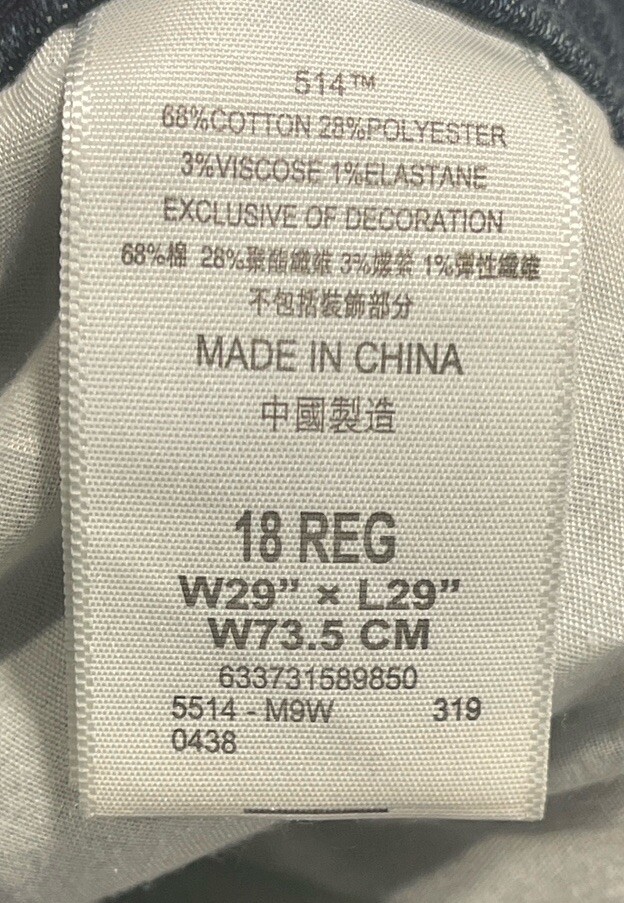 514™
68%COTTON 28%POLYESTER
3%VISCOSE 1%ELASTANE
EXCLUSIVE OF DECORATION
68%棉 28%聚酯纖維 3%嫘縈 1%彈性纖維
不包括裝飾部分
MADE IN CHINA
中國製造
18 REG
W29” × L29”
W73.5 CM
633731589850
5514 - M9W 319
0438